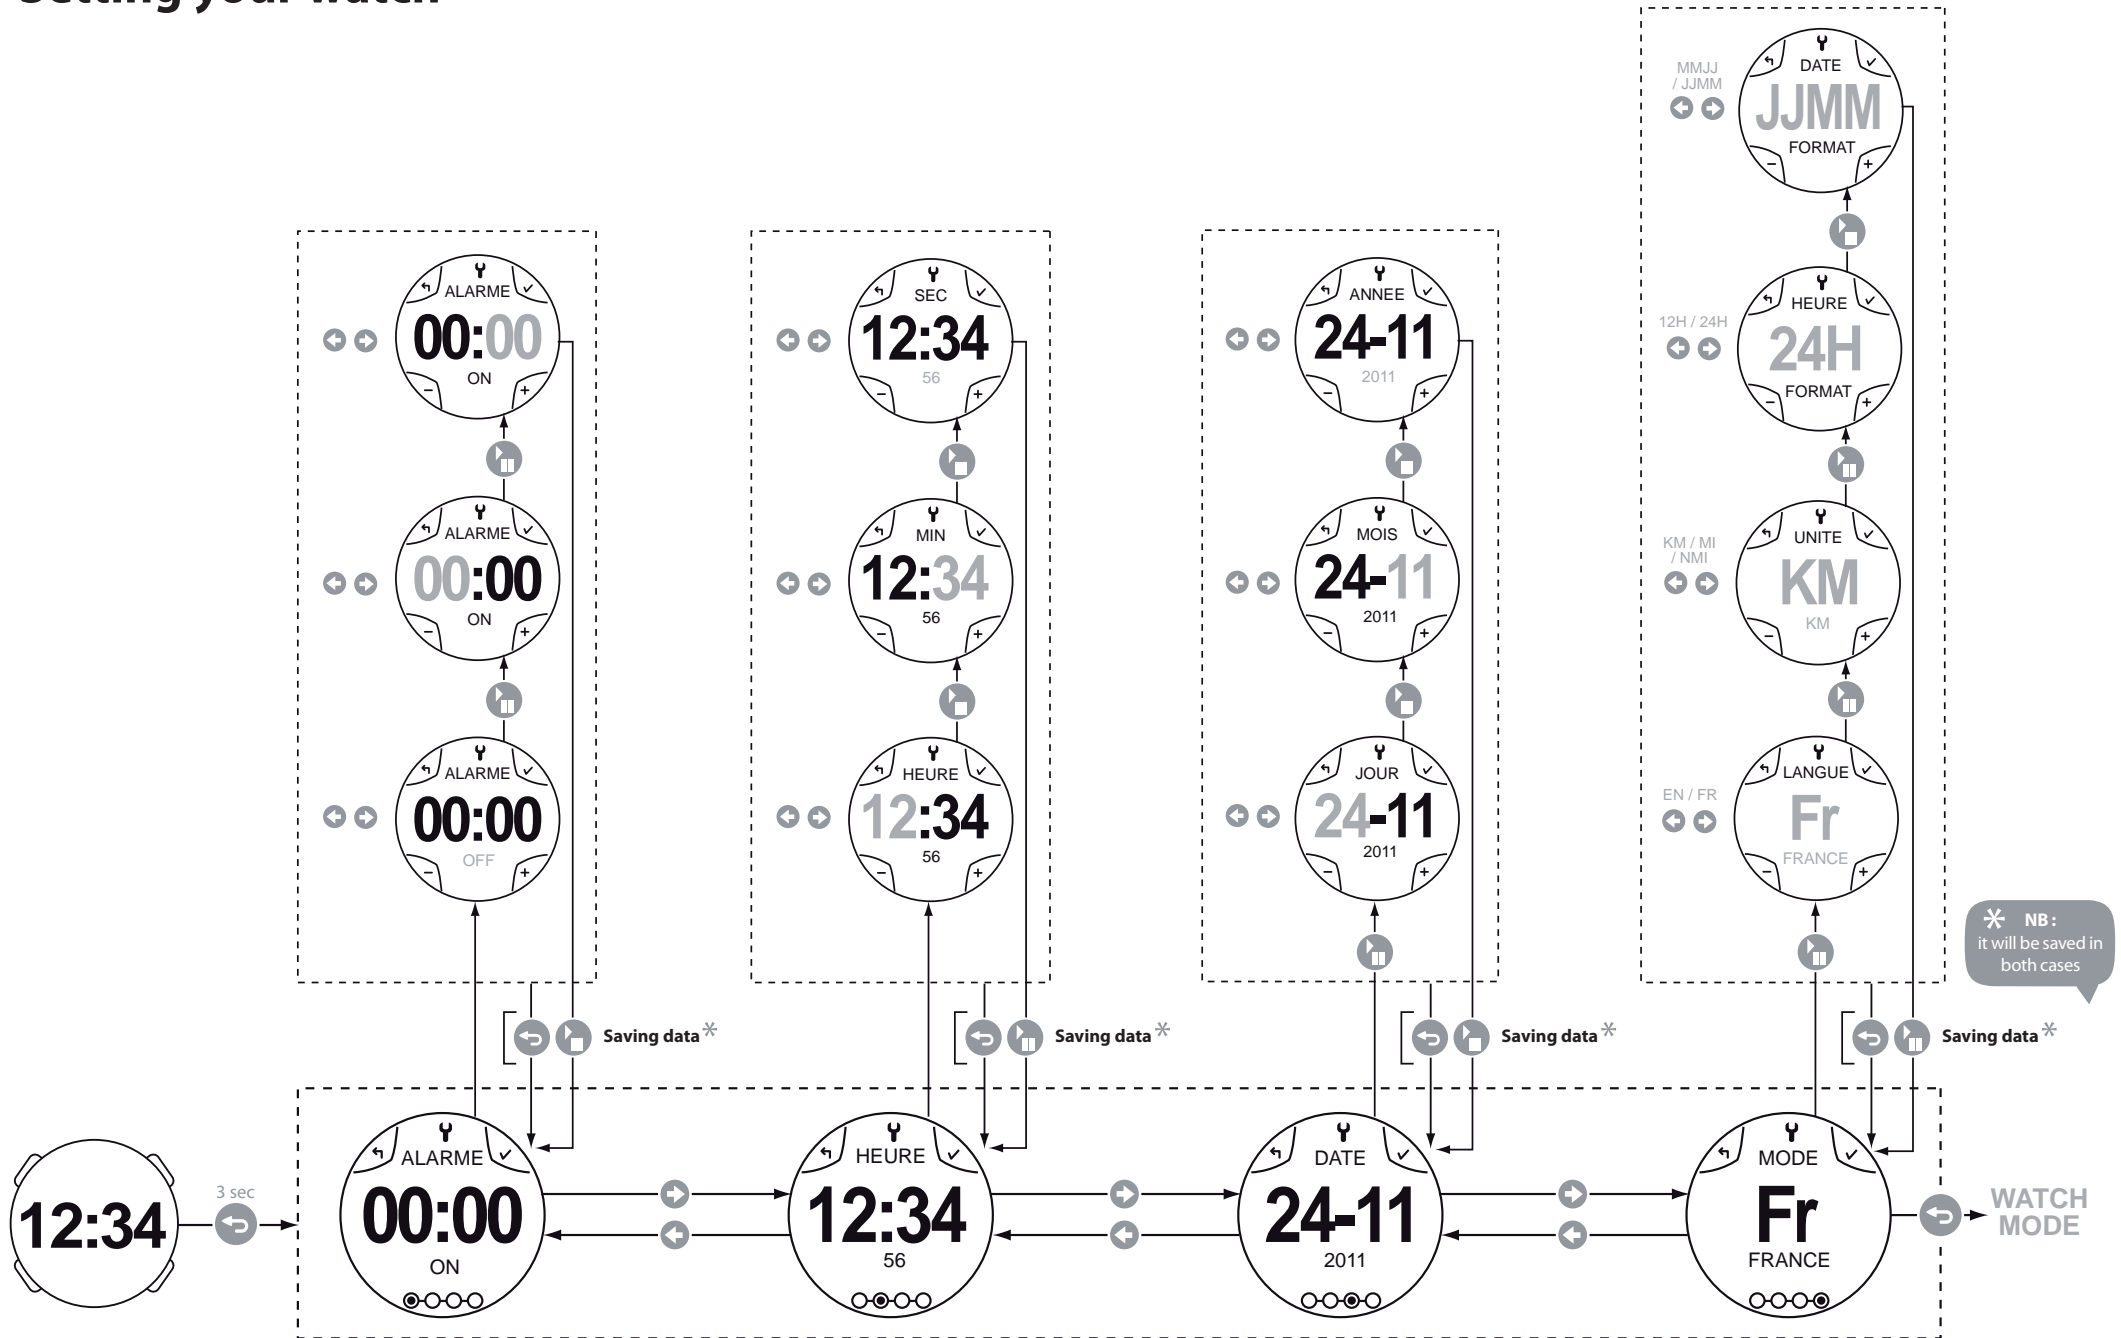 Setting your watch
MMJJ
/ JJMM
DATE
JJMM
FORMAT
ALARME
00:00
ON
SEC
12:34
56
ANNEE
24-11
2011
12H / 24H
HEURE
24H
FORMAT
ALARME
00:00
ON
MIN
12:34
56
MOIS
24-11
2011
KM / MI
/ NMI
UNITE
KM
KM
ALARME
00:00
OFF
HEURE
12:34
56
JOUR
24-11
2011
EN / FR
LANGUE
Fr
FRANCE
* NB :
it will be saved in
both cases
Saving data *
Saving data *
Saving data *
Saving data *
12:34
3 sec
ALARME
00:00
ON
HEURE
12:34
56
DATE
24-11
2011
MODE
Fr
FRANCE
WATCH
MODE